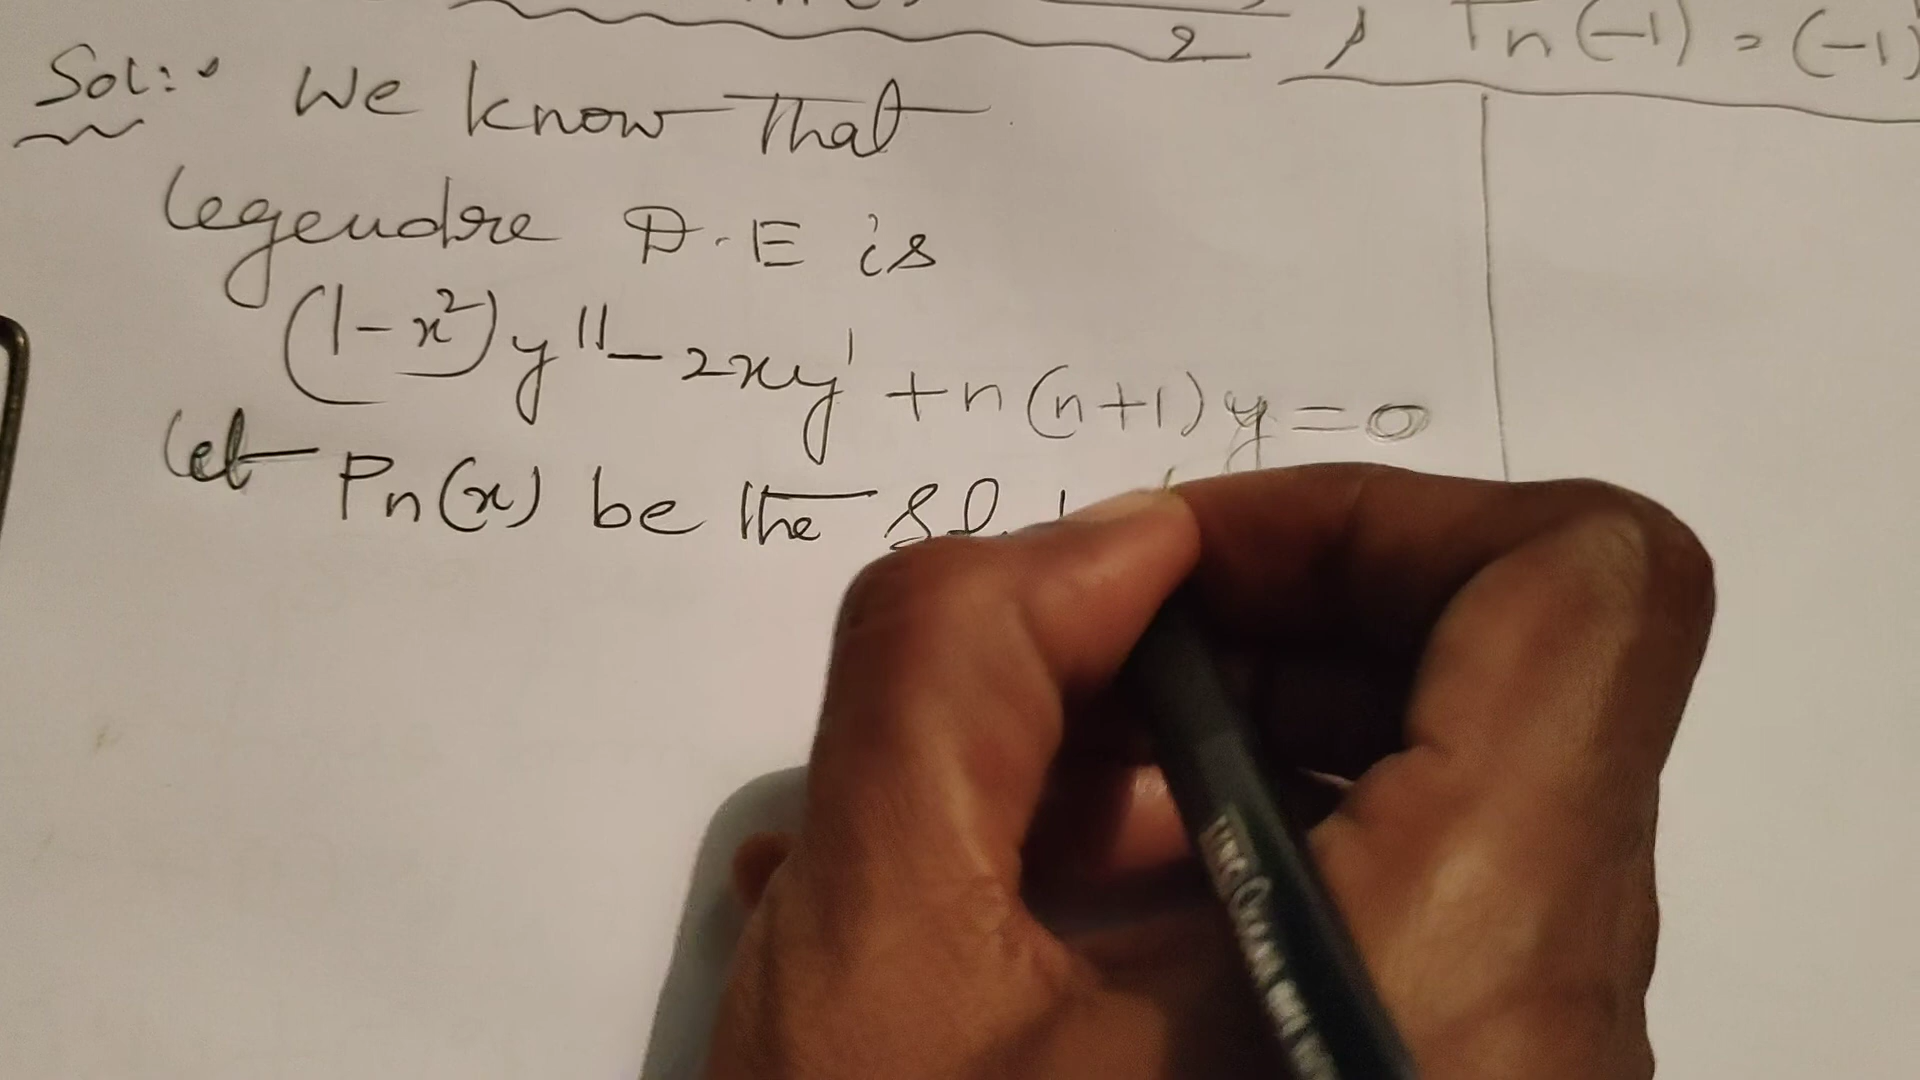 2 , Pn(-1) = (-1)
Sol:- We know that
Legendre D.E is
(1-x²)y'' - 2xy' + n(n+1)y = 0
Let Pn(x) be the